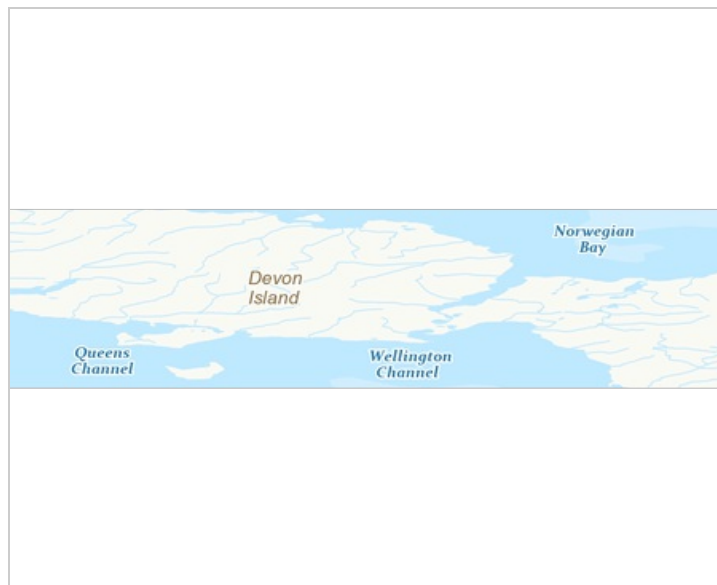 Norwegian
Bay
Devon
Island
Queens
Channel
Wellington
Channel